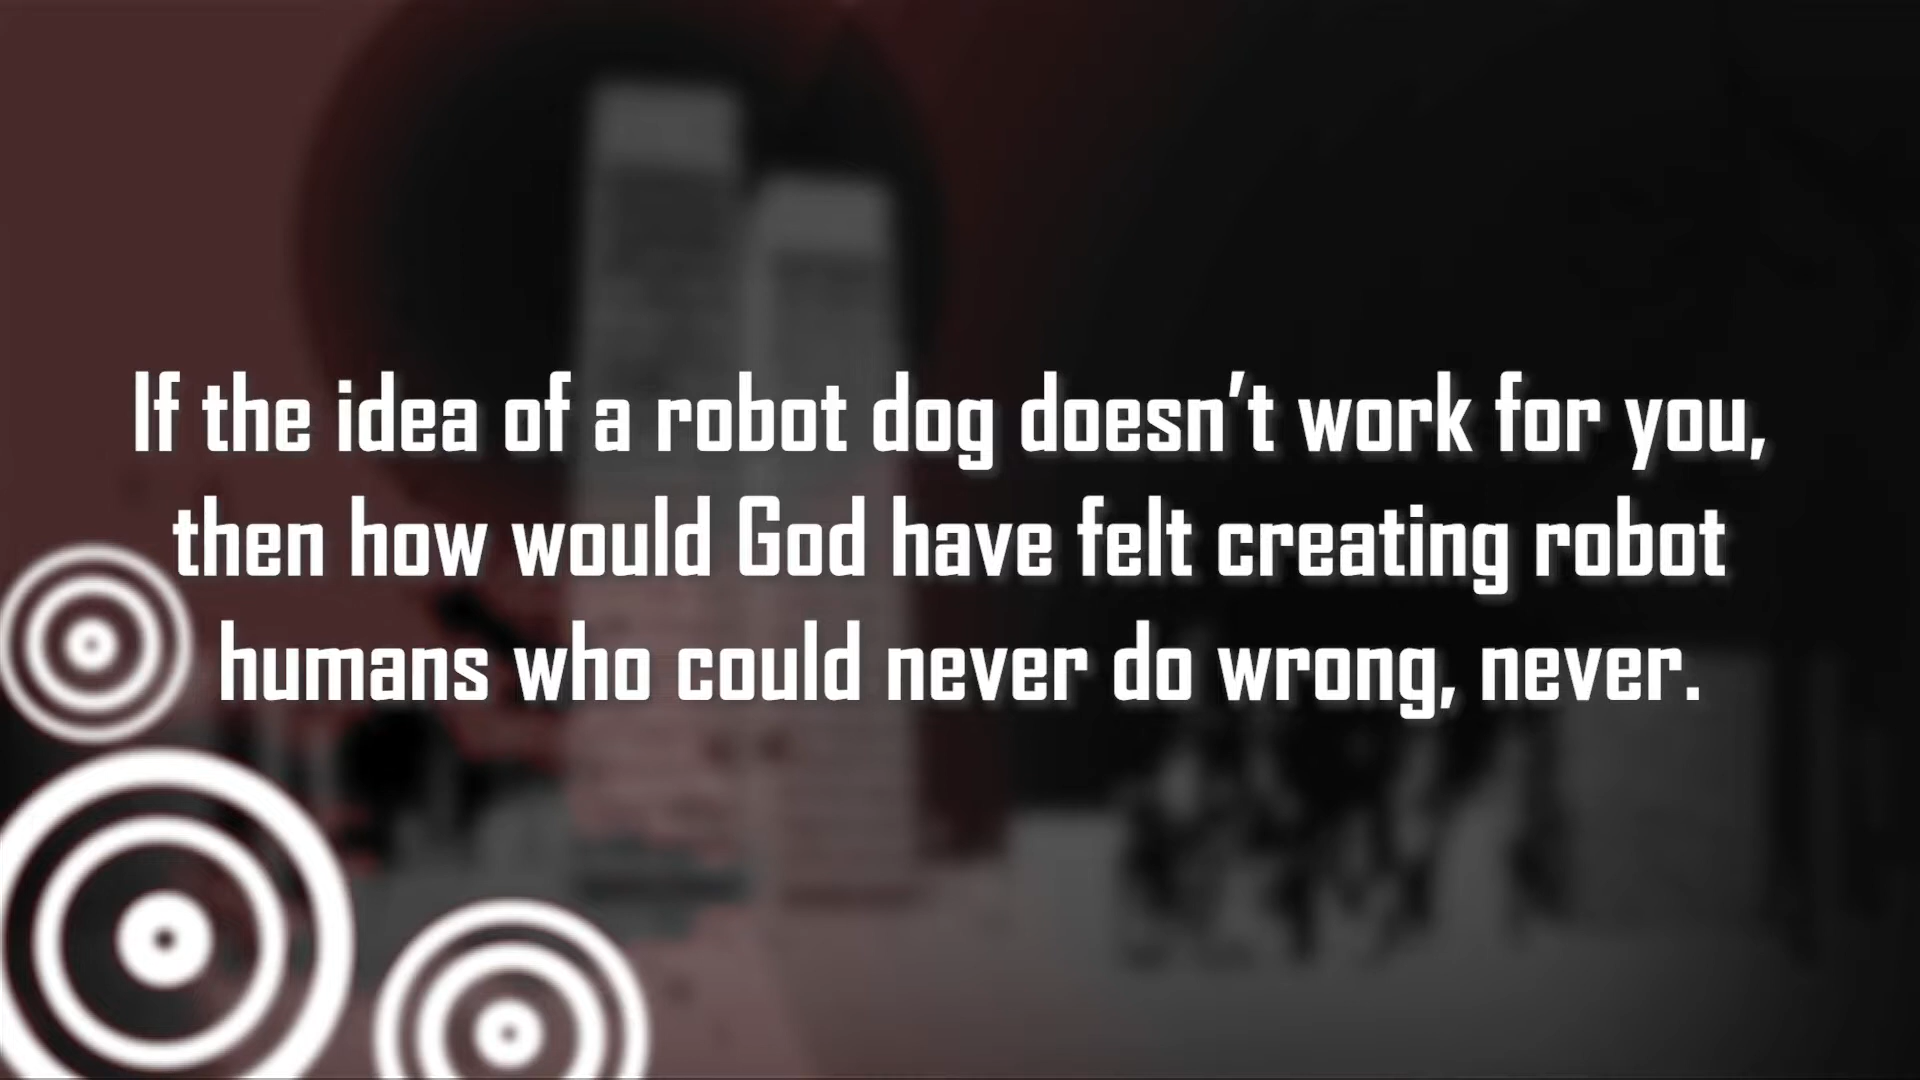 If the idea of a robot dog doesn’t work for you,
then how would God have felt creating robot
humans who could never do wrong, never.